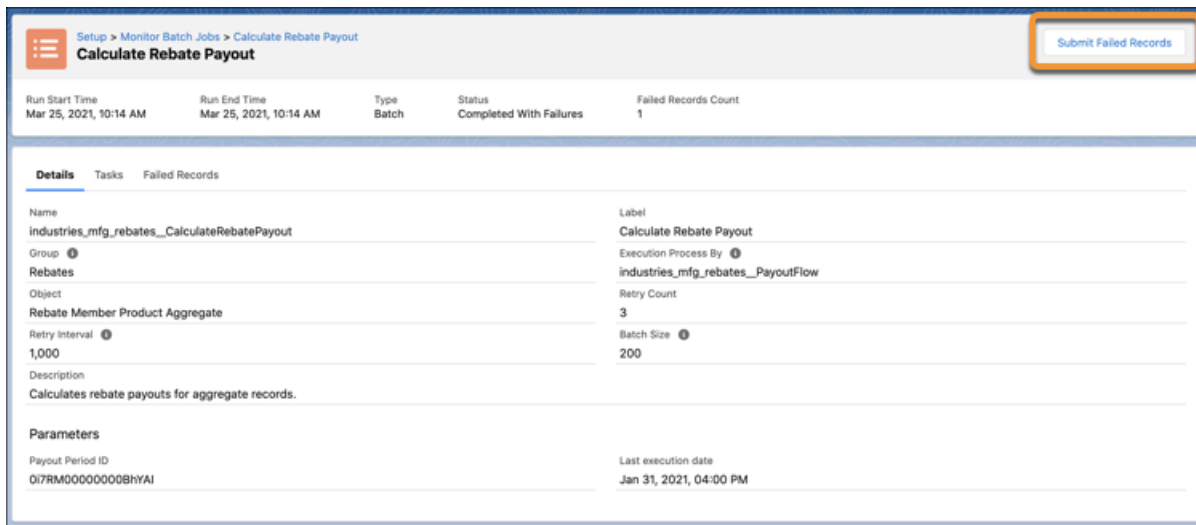 Setup > Monitor Batch Jobs > Calculate Rebate Payout
Calculate Rebate Payout
Submit Failed Records
Run Start Time Run End Time Type Status Failed Records Count
Mar 25, 2021, 10:14 AM Mar 25, 2021, 10:14 AM Batch Completed With Failures 1
Details Tasks Failed Records
Name Label
industries_mfg_rebates__CalculateRebatePayout Calculate Rebate Payout
Group Execution Process By
Rebates industries_mfg_rebates__PayoutFlow
Object Retry Count
Rebate Member Product Aggregate 3
Retry Interval Batch Size
1,000 200
Description
Calculates rebate payouts for aggregate records.
Parameters
Payout Period ID Last execution date
0i7RM00000000BhYAI Jan 31, 2021, 04:00 PM